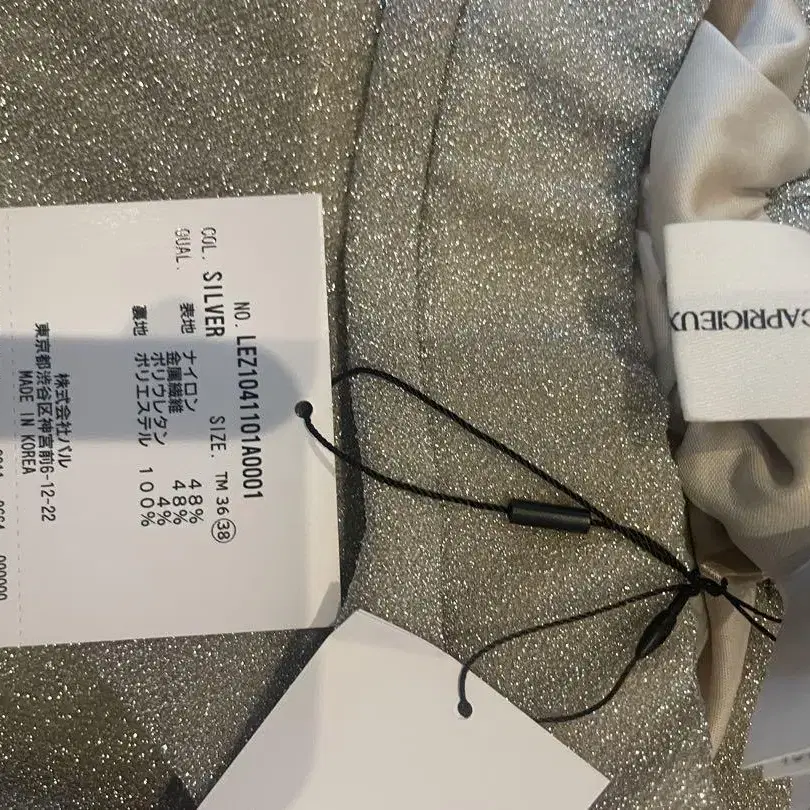 NO. LEZ1041101A0001
COL. SILVER SIZE. TM 36 38
QUAL. 表地 ナイロン 48%
金属繊維 48%
ポリウレタン 4%
裏地 ポリエステル 100%
株式会社パル
東京都渋谷区神宮前6-12-22
MADE IN KOREA
CAPRICIEUX